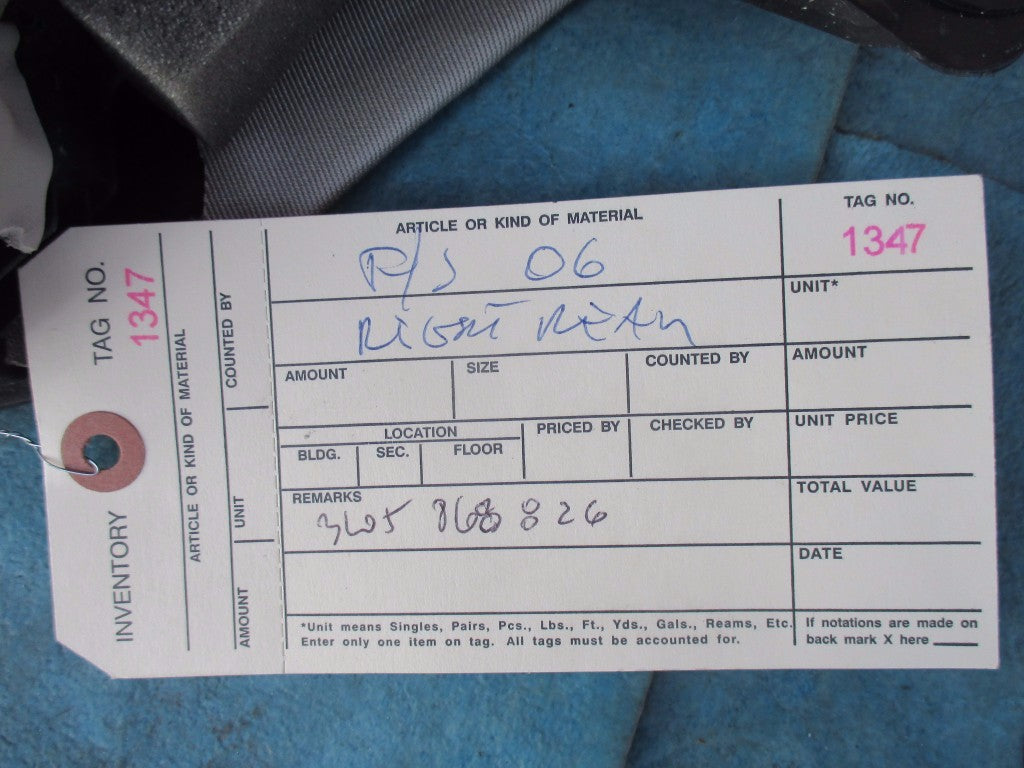 ARTICLE OR KIND OF MATERIAL
P/S 06
RIGHT REAR
AMOUNT SIZE COUNTED BY
LOCATION PRICED BY CHECKED BY
BLDG. SEC. FLOOR
REMARKS
868 826
*Unit means Singles, Pairs, Pcs., Lbs., Ft., Yds., Gals., Reams, Etc.
Enter only one item on tag. All tags must be accounted for.
TAG NO.
1347
UNIT*
AMOUNT
UNIT PRICE
TOTAL VALUE
DATE
If notations are made on
back mark X here
INVENTORY TAG NO.
1347
ARTICLE OR KIND OF MATERIAL
AMOUNT UNIT COUNTED BY